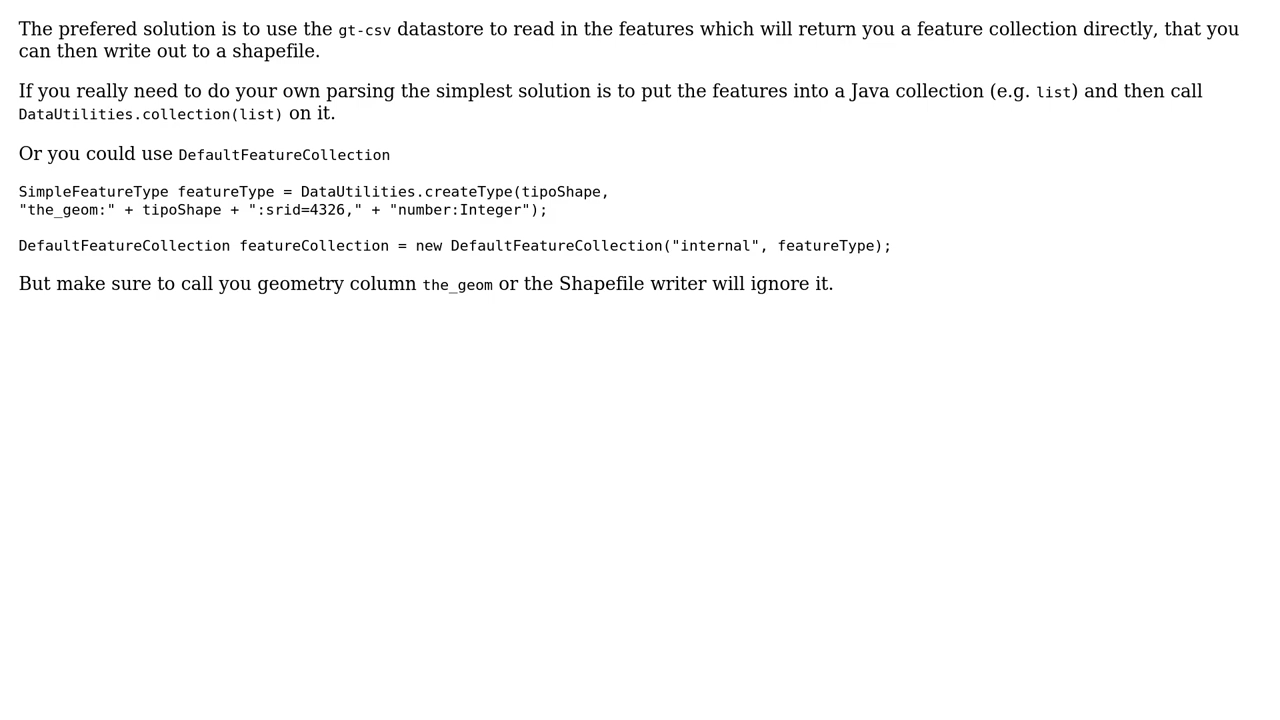 The prefered solution is to use the gt-csv datastore to read in the features which will return you a feature collection directly, that you
can then write out to a shapefile.
If you really need to do your own parsing the simplest solution is to put the features into a Java collection (e.g. list) and then call
DataUtilities.collection(list) on it.
Or you could use DefaultFeatureCollection
SimpleFeatureType featureType = DataUtilities.createType(tipoShape,
"the_geom:" + tipoShape + ":srid=4326," + "number:Integer");
DefaultFeatureCollection featureCollection = new DefaultFeatureCollection("internal", featureType);
But make sure to call you geometry column the_geom or the Shapefile writer will ignore it.